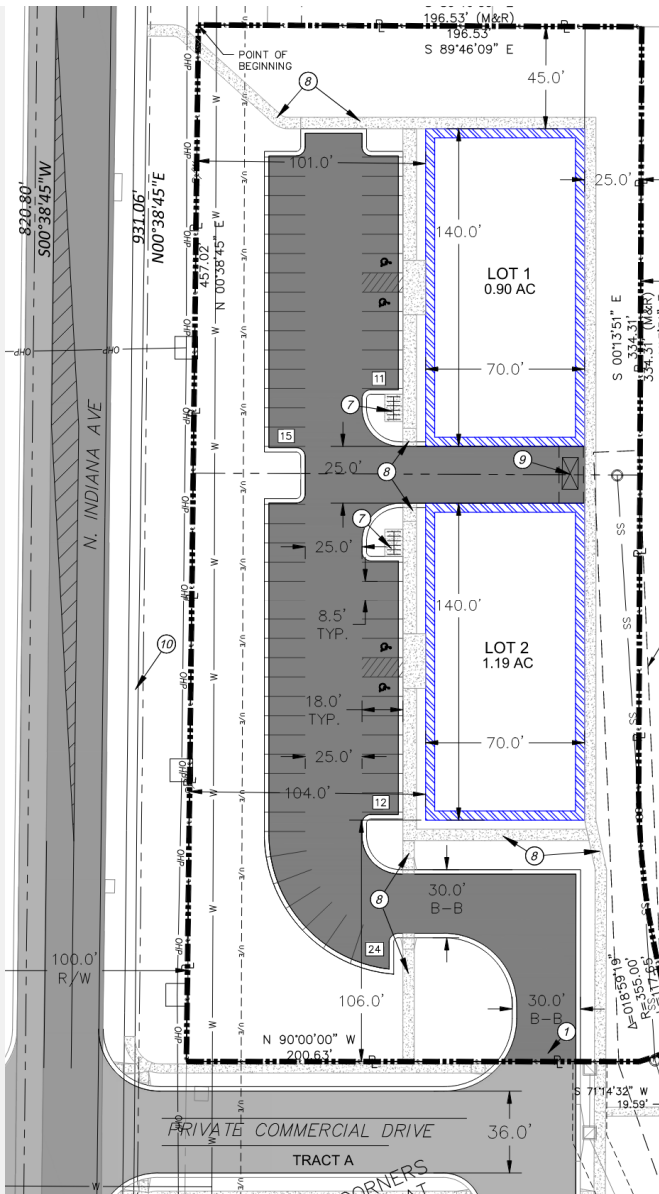 196.53' (M&R)
196.53'
S 89°46'09" E
POINT OF
BEGINNING
8
45.0'
101.0'
25.0'
140.0'
820.80'
S00°38'45"W
931.06'
N00°38'45"E
457.02'
N 00°38'45" E
LOT 1
0.90 AC
S 00°13'51" E
334.31'
334.31' (M&R)
70.0'
11
7
15
N. INDIANA AVE
25.0'
8
9
7
25.0'
8.5'
TYP.
140.0'
LOT 2
1.19 AC
10
18.0'
TYP.
25.0'
70.0'
104.0'
12
8
30.0'
B-B
8
24
100.0'
R/W
106.0'
30.0'
B-B
Δ=018°59'19"
R=355.00'
1
N 90°00'00" W
200.63'
S 71°14'32" W
19.59'
PRIVATE COMMERCIAL DRIVE
36.0'
TRACT A
CORNERS
OHP
W
U/E
SS